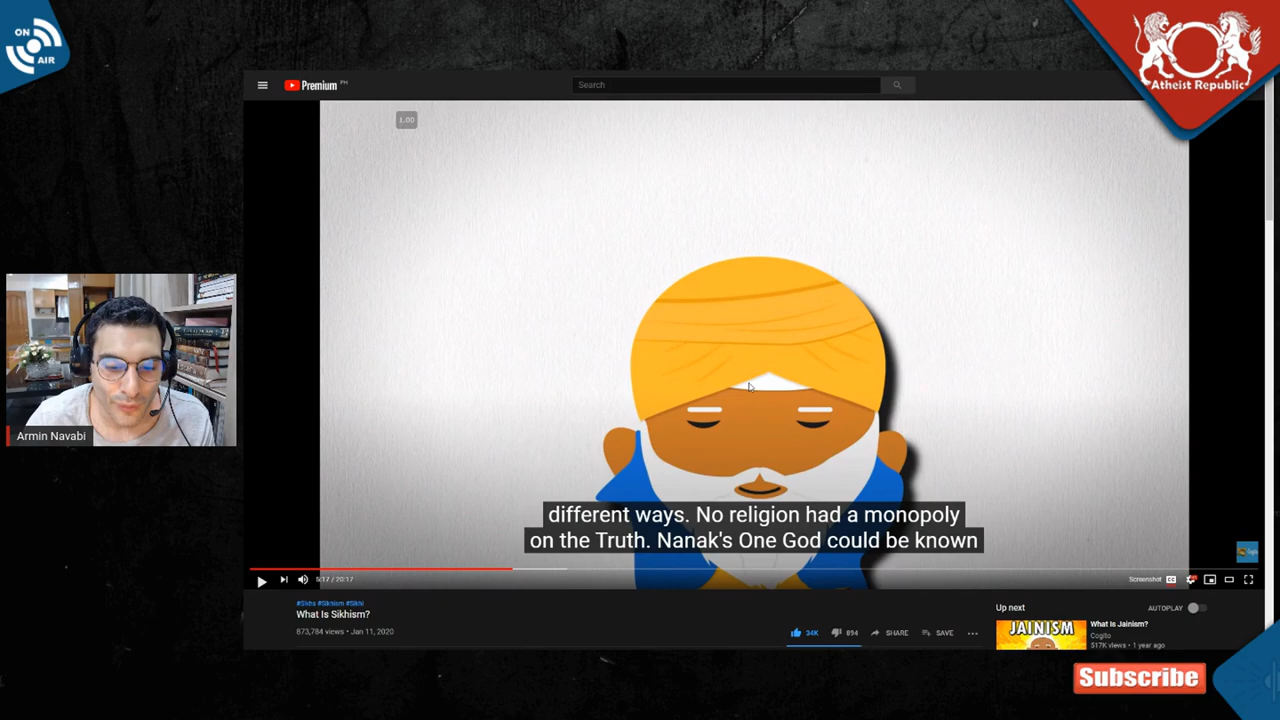 ON
AIR
Atheist Republic
Premium PH
Search
1.00
Armin Navabi
different ways. No religion had a monopoly
on the Truth. Nanak's One God could be known
5:17 / 20:17
Screenshot
CC
#Sikhs #Sikhism #Sikhi
What Is Sikhism?
873,784 views • Jan 11, 2020
34K
894
SHARE
SAVE
Up next
AUTOPLAY
JAINISM
What Is Jainism?
Cogito
517K views • 1 year ago
Subscribe